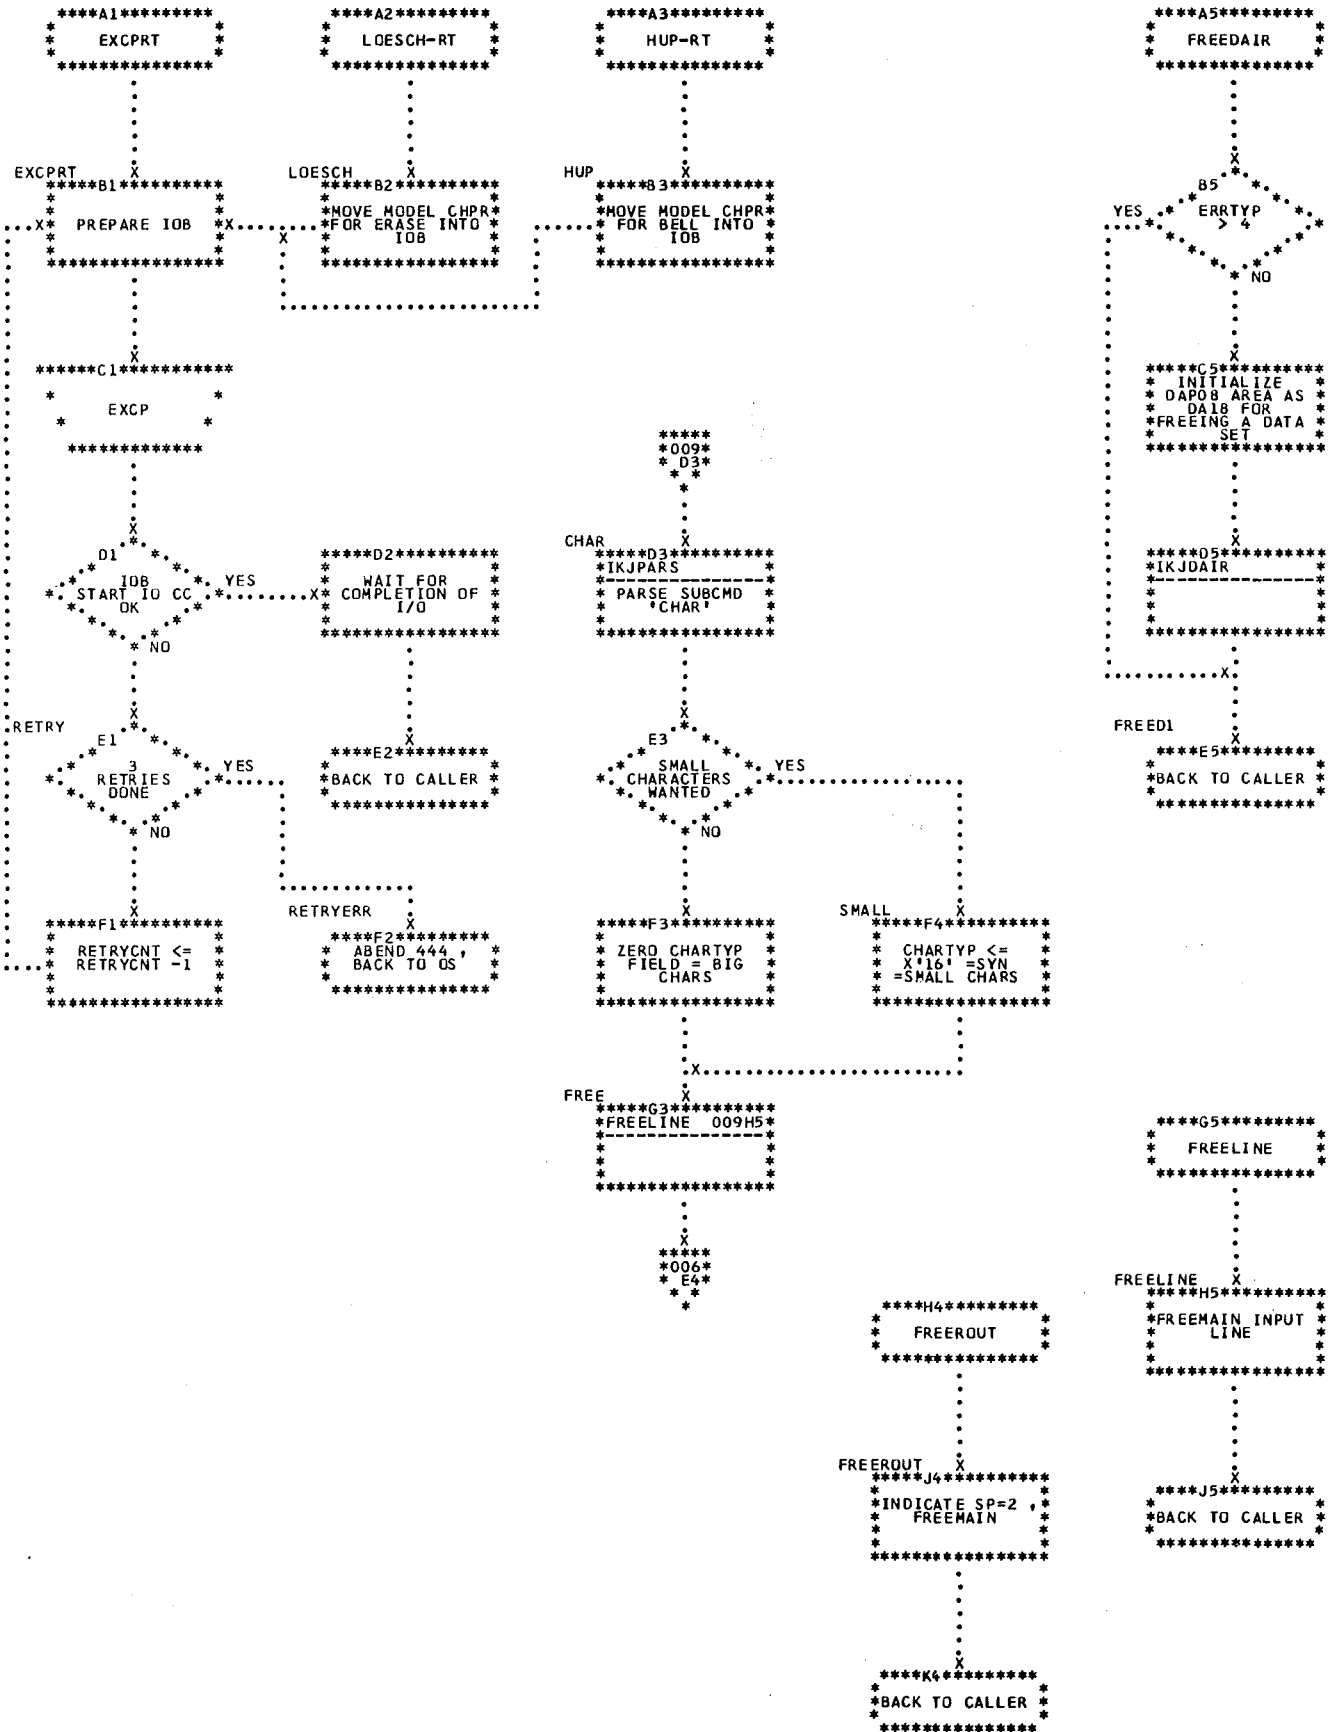 ****A1*********
EXCPRT
****A2*********
LOESCH-RT
****A3*********
HUP-RT
****A5*********
FREEDAIR
EXCPRT
*****B1**********
PREPARE IOB
LOESCH
*****B2**********
*MOVE MODEL CHPR*
*FOR ERASE INTO *
IOB
HUP
*****B3**********
*MOVE MODEL CHPR*
FOR BELL INTO
IOB
B5
YES
ERRTYP
> 4
NO
******C1***********
EXCP
*****C5**********
INITIALIZE
DAP08 AREA AS
DA18 FOR
*FREEING A DATA *
SET
*****
*009*
* D3*
D1
IOB
START IO CC
OK
YES
NO
*****D2**********
WAIT FOR
COMPLETION OF
I/O
CHAR
*****D3**********
*IKJPARS
*---------------*
PARSE SUBCMD
'CHAR'
*****D5**********
*IKJDAIR
*---------------*
RETRY
E1
3
RETRIES
DONE
YES
NO
****E2*********
*BACK TO CALLER *
E3
SMALL
CHARACTERS
WANTED
YES
NO
FREED1
****E5*********
*BACK TO CALLER *
*****F1**********
RETRYCNT <=
RETRYCNT -1
RETRYERR
****F2*********
ABEND 444 ,
BACK TO OS
*****F3**********
ZERO CHARTYP
FIELD = BIG
CHARS
SMALL
*****F4**********
CHARTYP <=
X'16' =SYN
=SMALL CHARS
FREE
*****G3**********
*FREELINE 009H5*
*---------------*
****G5*********
FREELINE
*****
*006*
* E4*
****H4*********
FREEROUT
FREELINE
*****H5**********
*FREEMAIN INPUT *
LINE
FREEROUT
*****J4**********
*INDICATE SP=2 ,*
FREEMAIN
****J5*********
*BACK TO CALLER *
****K4*********
*BACK TO CALLER *